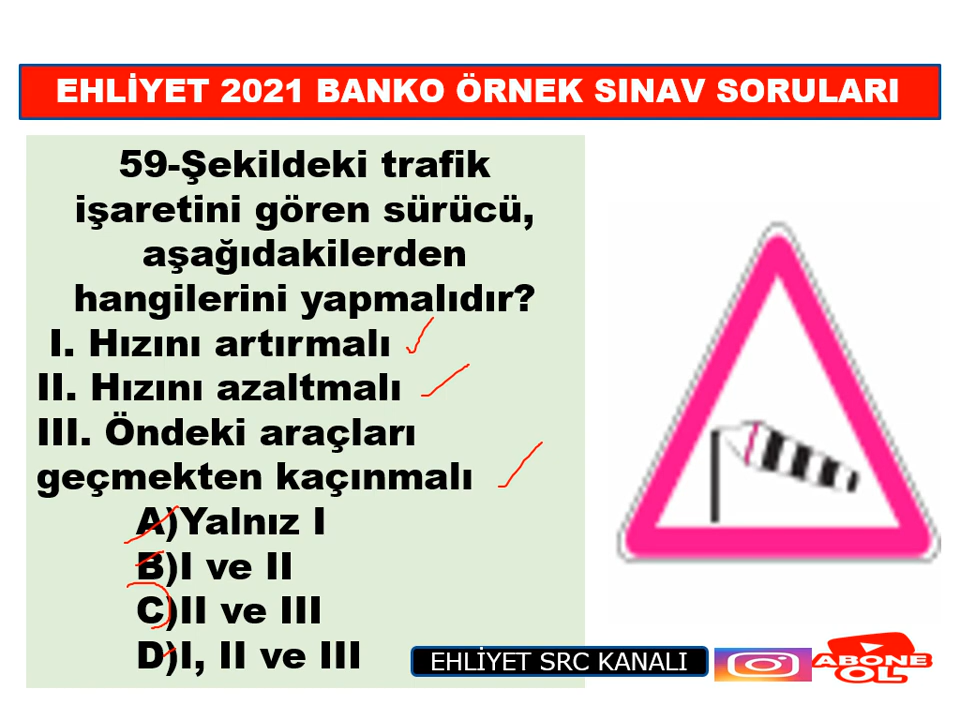 EHLİYET 2021 BANKO ÖRNEK SINAV SORULARI
59-Şekildeki trafik
işaretini gören sürücü,
aşağıdakilerden
hangilerini yapmalıdır?
I. Hızını artırmalı
II. Hızını azaltmalı
III. Öndeki araçları
geçmekten kaçınmalı
A)Yalnız I
B)I ve II
C)II ve III
D)I, II ve III
EHLİYET SRC KANALI
ABONE
OL